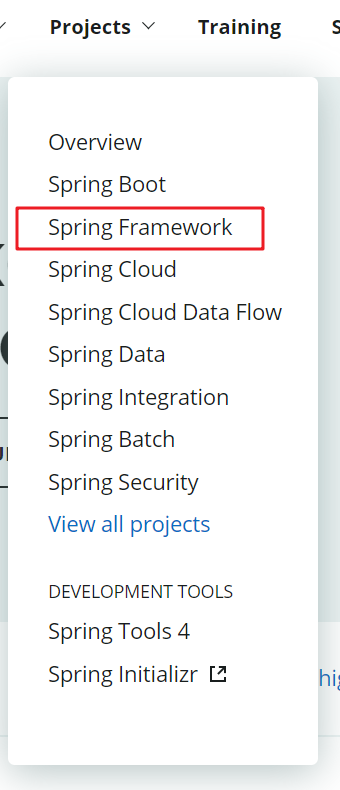 Projects
Training
Overview
Spring Boot
Spring Framework
Spring Cloud
Spring Cloud Data Flow
Spring Data
Spring Integration
Spring Batch
Spring Security
View all projects
DEVELOPMENT TOOLS
Spring Tools 4
Spring Initializr